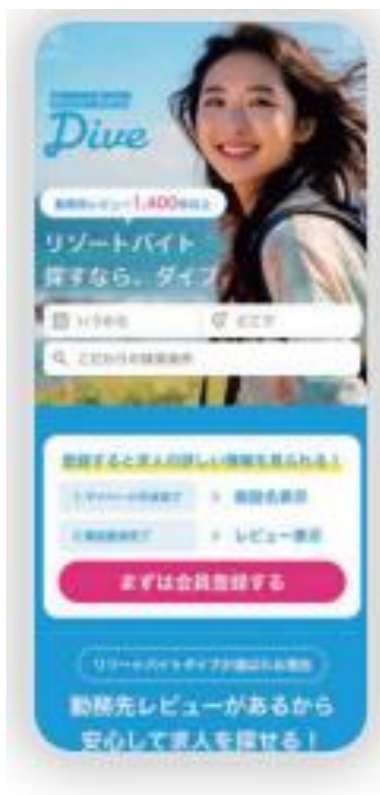 Dive
勤務先レビュー1,400件以上
リゾートバイト
探すなら、ダイブ
いつから
どこで
こだわりの検索条件
登録すると求人の詳しい情報を見られる!
施設名表示
レビュー表示
まずは会員登録する
リゾートバイトダイブが選ばれる理由
勤務先レビューがあるから
安心して求人を探せる!